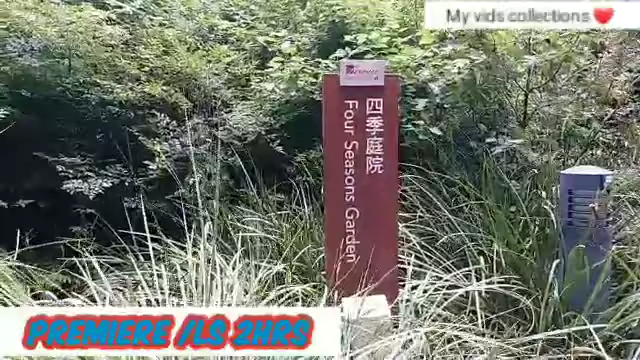 My vids collections
四季庭院
Four Seasons Garden
PREMIERE /LS 2HRS